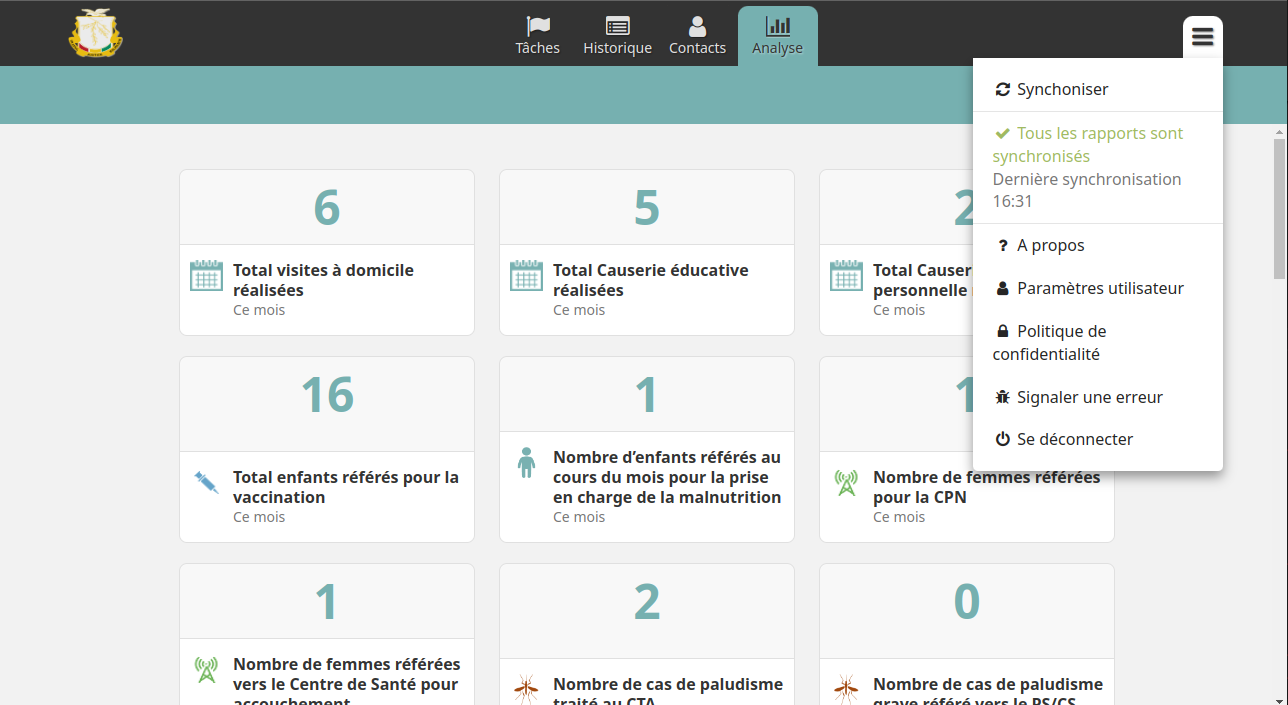 Tâches
Historique
Contacts
Analyse
Synchoniser
Tous les rapports sont
synchronisés
Dernière synchronisation
16:31
A propos
Paramètres utilisateur
Politique de
confidentialité
Signaler une erreur
Se déconnecter
6
Total visites à domicile
réalisées
Ce mois
5
Total Causerie éducative
réalisées
Ce mois
2
Total Causer
personnelle
Ce mois
16
Total enfants référés pour la
vaccination
Ce mois
1
Nombre d’enfants référés au
cours du mois pour la prise
en charge de la malnutrition
Ce mois
1
Nombre de femmes référées
pour la CPN
Ce mois
1
Nombre de femmes référées
vers le Centre de Santé pour
accouchement
2
Nombre de cas de paludisme
traité au CTA
0
Nombre de cas de paludisme
grave référé vers le PS/CS